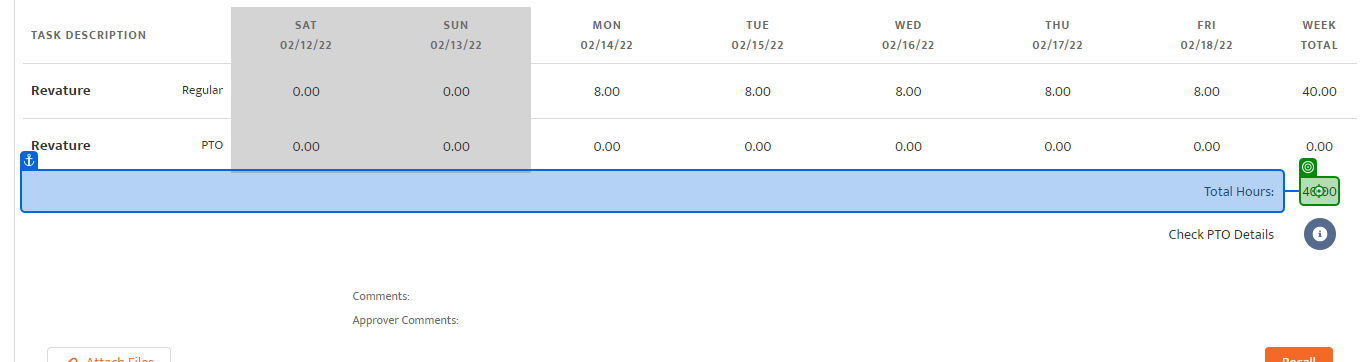 TASK DESCRIPTION SAT 02/12/22 SUN 02/13/22 MON 02/14/22 TUE 02/15/22 WED 02/16/22 THU 02/17/22 FRI 02/18/22 WEEK TOTAL
Revature Regular 0.00 0.00 8.00 8.00 8.00 8.00 8.00 40.00
Revature PTO 0.00 0.00 0.00 0.00 0.00 0.00 0.00 0.00
Total Hours: 40.00
Check PTO Details
Comments:
Approver Comments:
Attach Files Recall